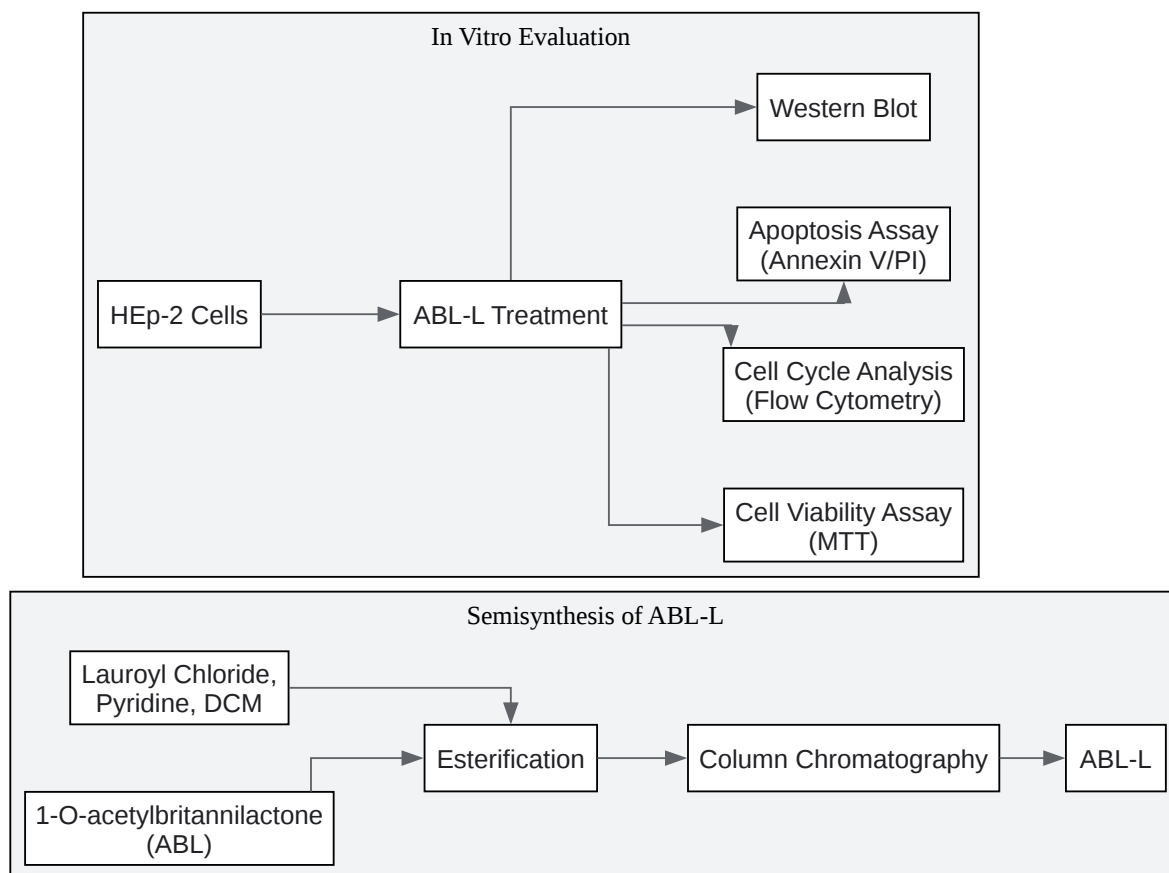 In Vitro Evaluation
Western Blot
Apoptosis Assay
(Annexin V/PI)
HEp-2 Cells
ABL-L Treatment
Cell Cycle Analysis
(Flow Cytometry)
Cell Viability Assay
(MTT)
Semisynthesis of ABL-L
Lauroyl Chloride,
Pyridine, DCM
Esterification
Column Chromatography
ABL-L
1-O-acetylbritannilactone
(ABL)